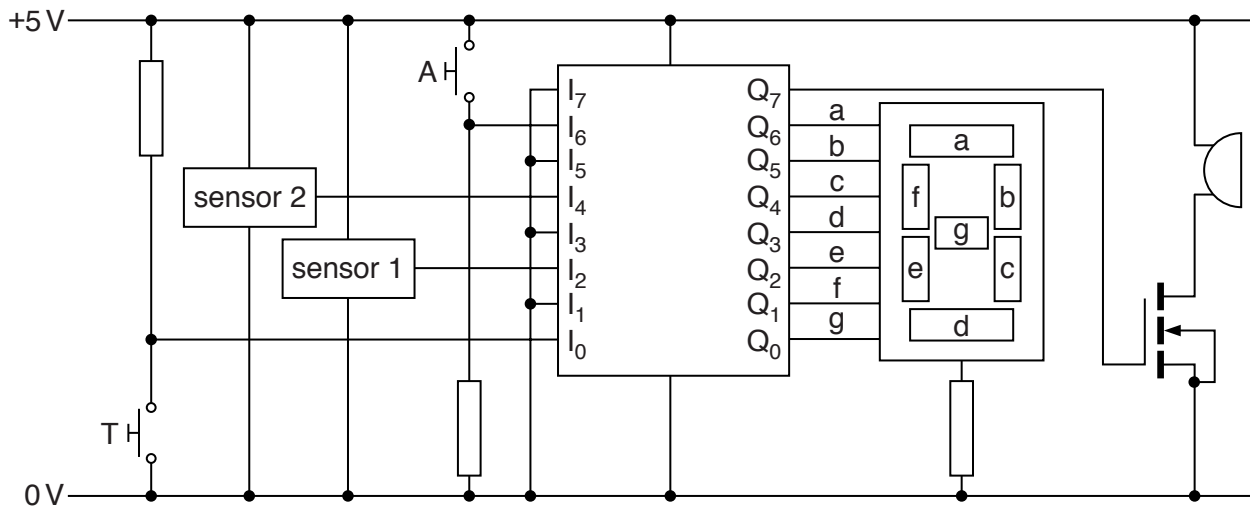 +5 V
A
I7
I6
I5
I4
I3
I2
I1
I0
Q7
Q6
Q5
Q4
Q3
Q2
Q1
Q0
a
b
c
d
e
f
g
a
f
b
g
e
c
d
sensor 2
sensor 1
T
0 V